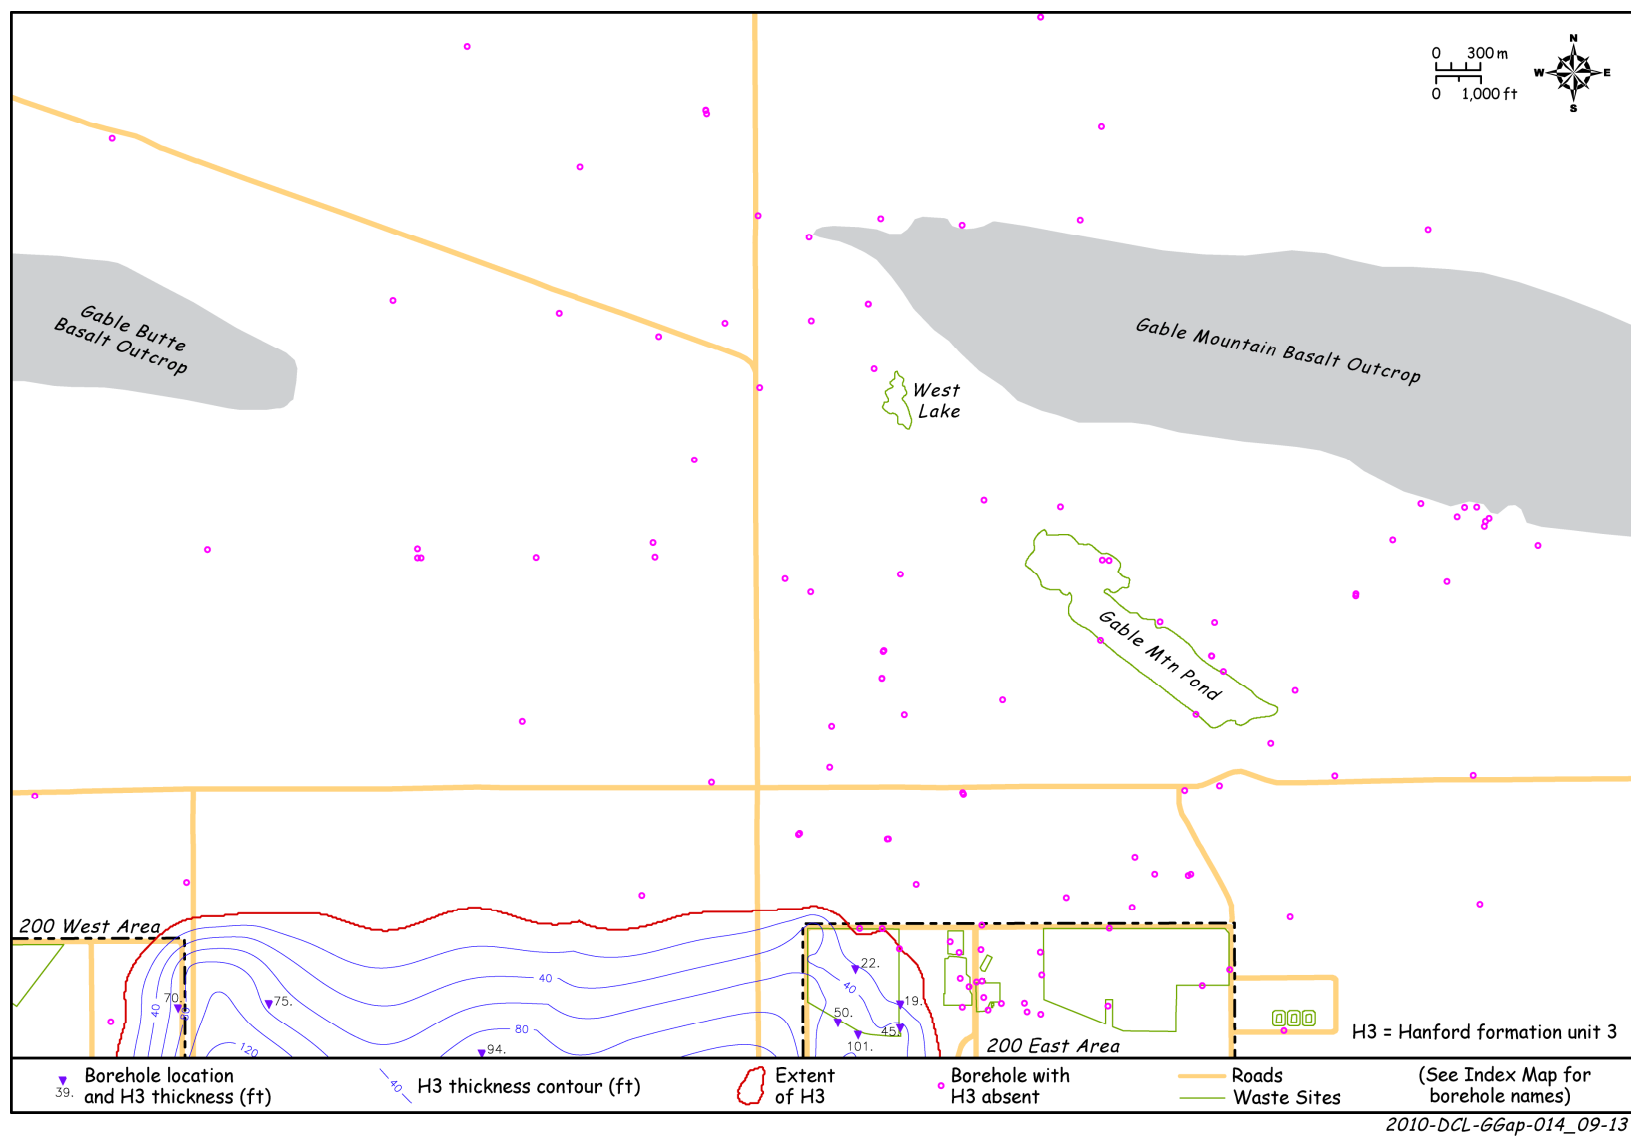 N
W E
S
0 300 m
0 1,000 ft
Gable Butte
Basalt Outcrop
Gable Mountain Basalt Outcrop
West
Lake
Gable Mtn Pond
200 West Area
200 East Area
70.
75.
94.
22.
19.
50.
45.
101.
40
80
120
40
80
40
H3 = Hanford formation unit 3
39.
Borehole location
and H3 thickness (ft)
40
H3 thickness contour (ft)
Extent
of H3
Borehole with
H3 absent
Roads
Waste Sites
(See Index Map for
borehole names)
2010-DCL-GGap-014_09-13